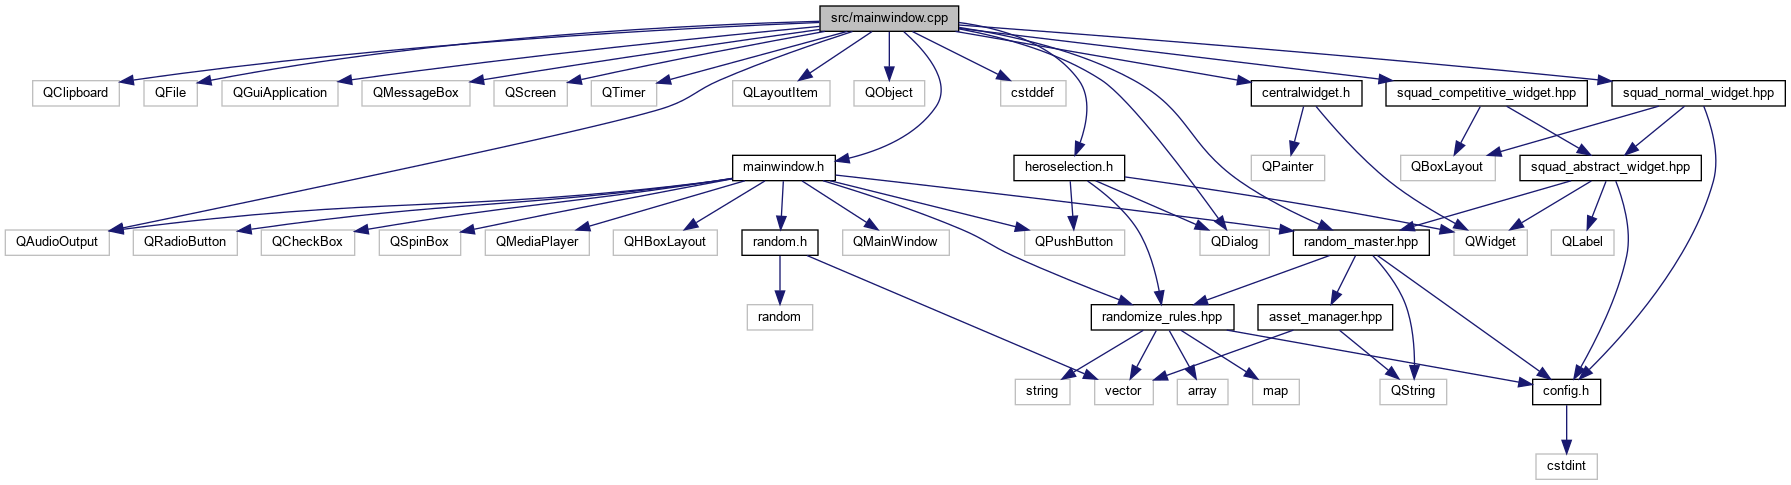 src/mainwindow.cpp
QClipboard
QFile
QGuiApplication
QMessageBox
QScreen
QTimer
QLayoutItem
QObject
cstddef
centralwidget.h
squad_competitive_widget.hpp
squad_normal_widget.hpp
mainwindow.h
heroselection.h
QPainter
QBoxLayout
squad_abstract_widget.hpp
QAudioOutput
QRadioButton
QCheckBox
QSpinBox
QMediaPlayer
QHBoxLayout
random.h
QMainWindow
QPushButton
QDialog
random_master.hpp
QWidget
QLabel
random
randomize_rules.hpp
asset_manager.hpp
string
vector
array
map
QString
config.h
cstdint